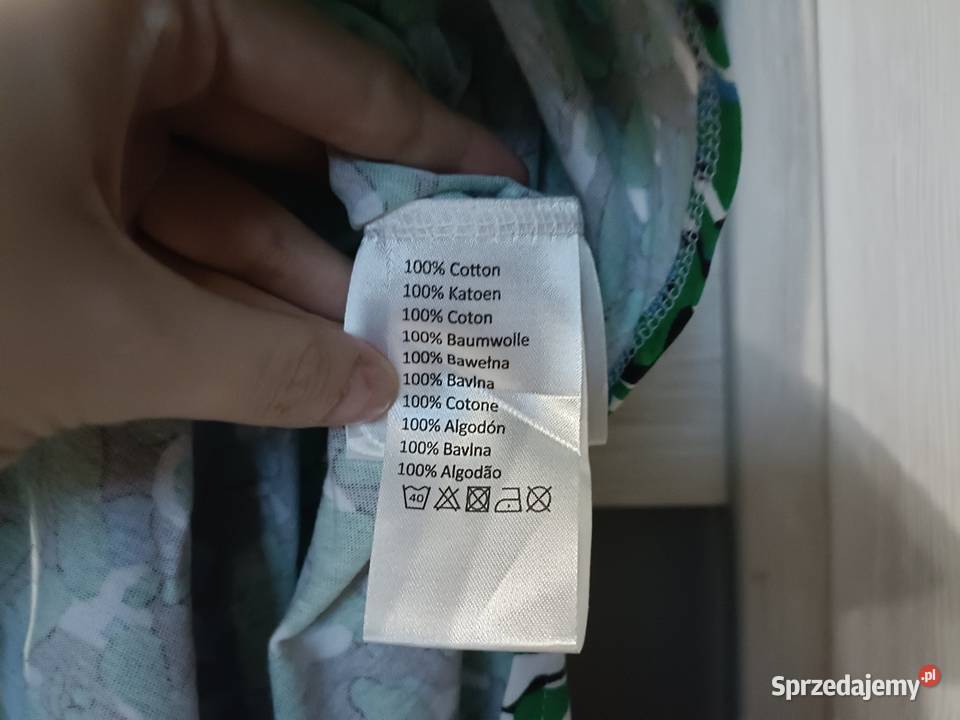 100% Cotton
100% Katoen
100% Coton
100% Baumwolle
100% Bawełna
100% Bavlna
100% Cotone
100% Algodón
100% Bavlna
100% Algodão
40
Sprzedajemy.pl